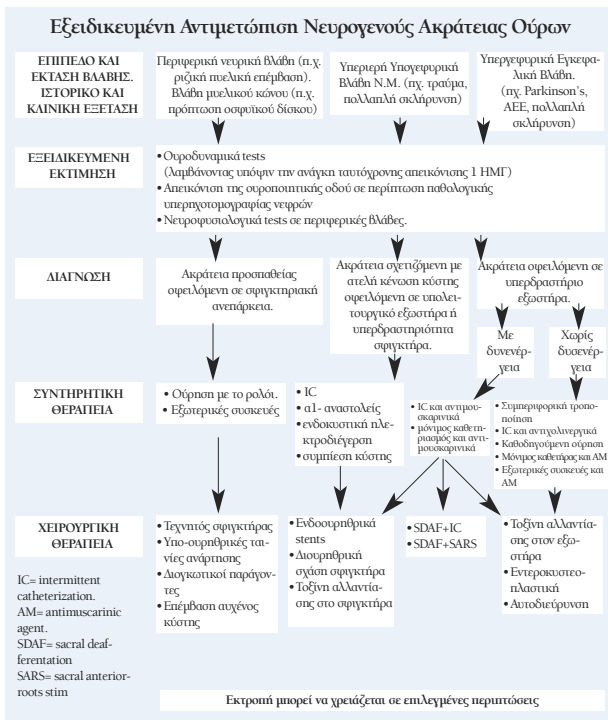 Εξειδικευμένη Αντιμετώπιση Νευρογενούς Ακράτειας Ούρων
ΕΠΙΠΕΔΟ ΚΑΙ
ΕΚΤΑΣΗ ΒΛΑΒΗΣ.
ΙΣΤΟΡΙΚΟ ΚΑΙ
ΚΛΙΝΙΚΗ ΕΞΕΤΑΣΗ
Περιφερική νευρική βλάβη (π.χ.
ριζική πυελική επέμβαση).
Βλάβη μυελικού κώνου (π.χ.
πρόπτωση οσφυϊκού δίσκου)
Υπεριερή Υπογεφυρική
Βλάβη Ν.Μ. (πχ. τραύμα,
πολλαπλή σκλήρυνση)
Υπεργεφυρική Εγκεφα-
λική Βλάβη.
(πχ. Parkinson's,
ΑΕΕ, πολλαπλή
σκλήρυνση)
ΕΞΕΙΔΙΚΕΥΜΕΝΗ
ΕΚΤΙΜΗΣΗ
• Ουροδυναμικά tests
(λαμβάνοντας υπόψιν την ανάγκη ταυτόχρονης απεικόνισης 1 ΗΜΓ)
• Απεικόνιση της ουροποιητικής οδού σε περίπτωση παθολογικής
υπερηχοτομογραφίας νεφρών
• Νευροφυσιολογικά tests σε περιφερικές βλάβες.
ΔΙΑΓΝΩΣΗ
Ακράτεια προσπαθείας
οφειλόμενη σε σφιγκτηριακή
ανεπάρκεια.
Ακράτεια σχετιζόμενη με
ατελή κένωση κύστης
οφειλόμενη σε υπολει-
τουργικό εξωστήρα ή
υπερδραστηριότητα
σφιγκτήρα.
Ακράτεια οφειλόμενη σε
υπερδραστήριο
εξωστήρα.
Με
δυνενέρ-
γεια
Χωρίς
δυσενέρ-
γεια
ΣΥΝΤΗΡΗΤΙΚΗ
ΘΕΡΑΠΕΙΑ
• Ούρηση με το ρολόι.
• Εξωτερικές συσκευές
• IC
• α1- αναστολείς
• ενδοκυστική ηλε-
κτροδιέγερση
• συμπίεση κύστης
• IC και αντιμου-
σκαρινικά
• μόνιμος καθετη-
ριασμός και αντι-
μουσκαρινικά
• Συμπεριφορική τροπο-
ποίηση
• IC και αντιχολινεργικά
• Καθοδηγούμενη ούρηση
• Μόνιμος καθετήρας και ΑΜ
• Εξωτερικές συσκευές και
ΑΜ
ΧΕΙΡΟΥΡΓΙΚΗ
ΘΕΡΑΠΕΙΑ
• Τεχνητός σφιγκτήρας
• Υπο-ουρηθρικές ται-
νίες ανάρτησης
• Διογκωτικοί παράγον-
τες
• Επέμβαση αυχένος
κύστης
• Ενδοουρηθρικά
stents
• Διουρηθρική
σχάση σφιγκτήρα
• Τοξίνη αλλαντία-
σης στο σφιγκτήρα
• SDAF+IC
• SDAF+SARS
• Τοξίνη αλλαντία-
σης στον εξω-
στήρα
• Εντεροκυστεο-
πλαστική
• Αυτοδιεύρυνση
IC= intermittent
catheterization.
AM= antimuscarinic
agent.
SDAF= sacral deaf-
ferentation
SARS= sacral anterior-
roots stim
Εκτροπή μπορεί να χρειάζεται σε επιλεγμένες περιπτώσεις